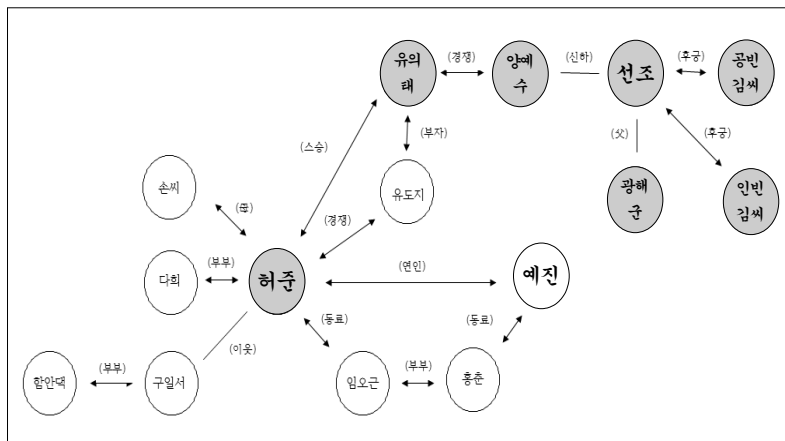 유의
태
(경쟁)
양예
수
(신하)
선조
(후궁)
공빈
김씨
(스승)
(부자)
(父)
(후궁)
손씨
유도지
광해
군
인빈
김씨
(母)
(경쟁)
다희
(부부)
허준
(연인)
예진
(이웃)
(동료)
(동료)
함안댁
(부부)
구일서
임오근
(부부)
홍춘